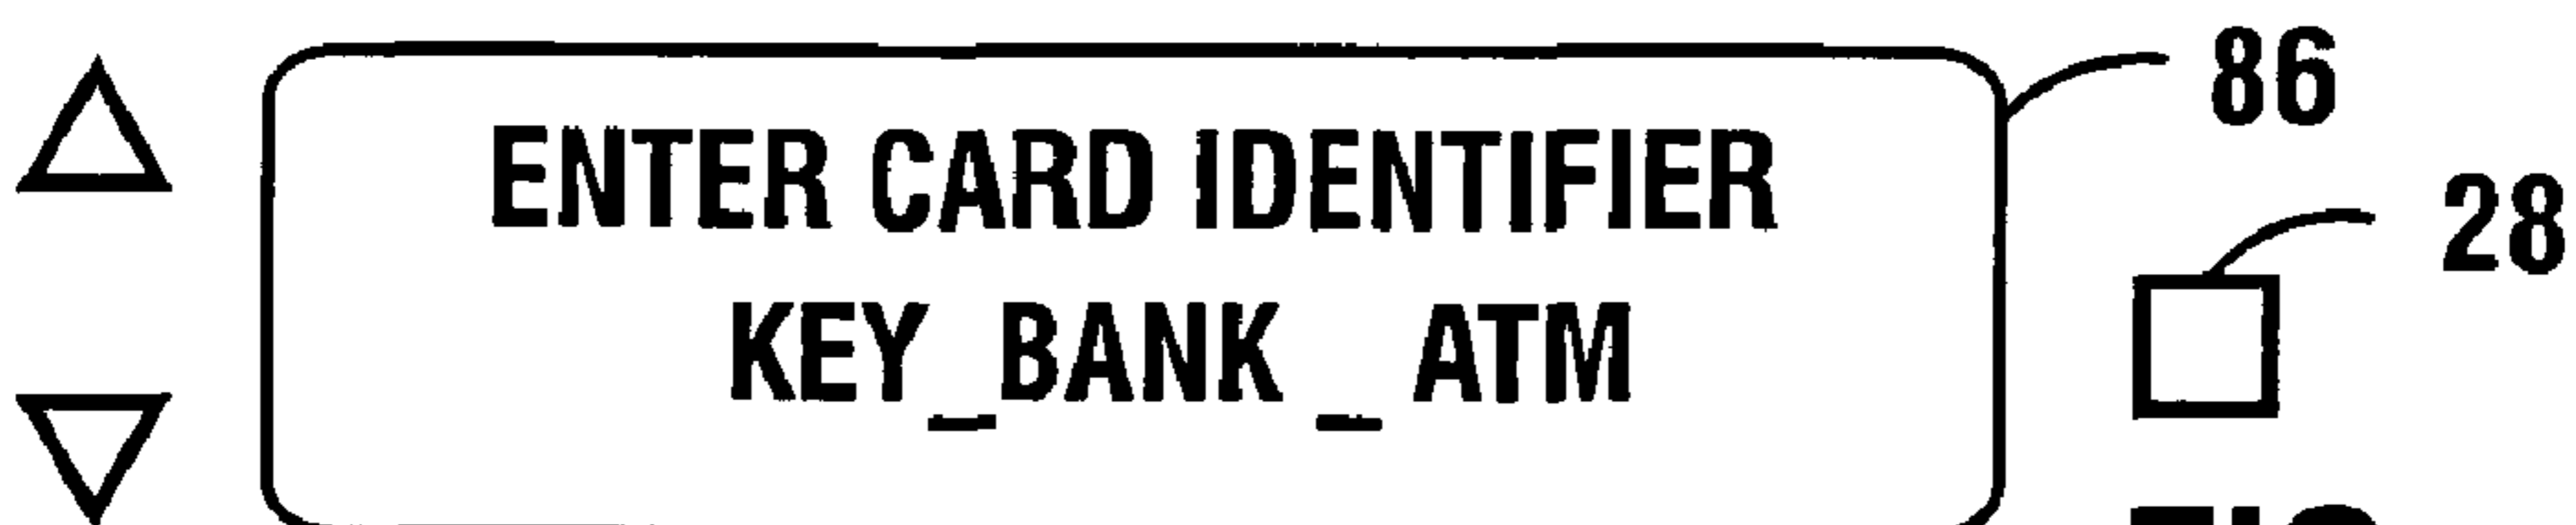 86
ENTER CARD IDENTIFIER
28
KEY_BANK_ATM